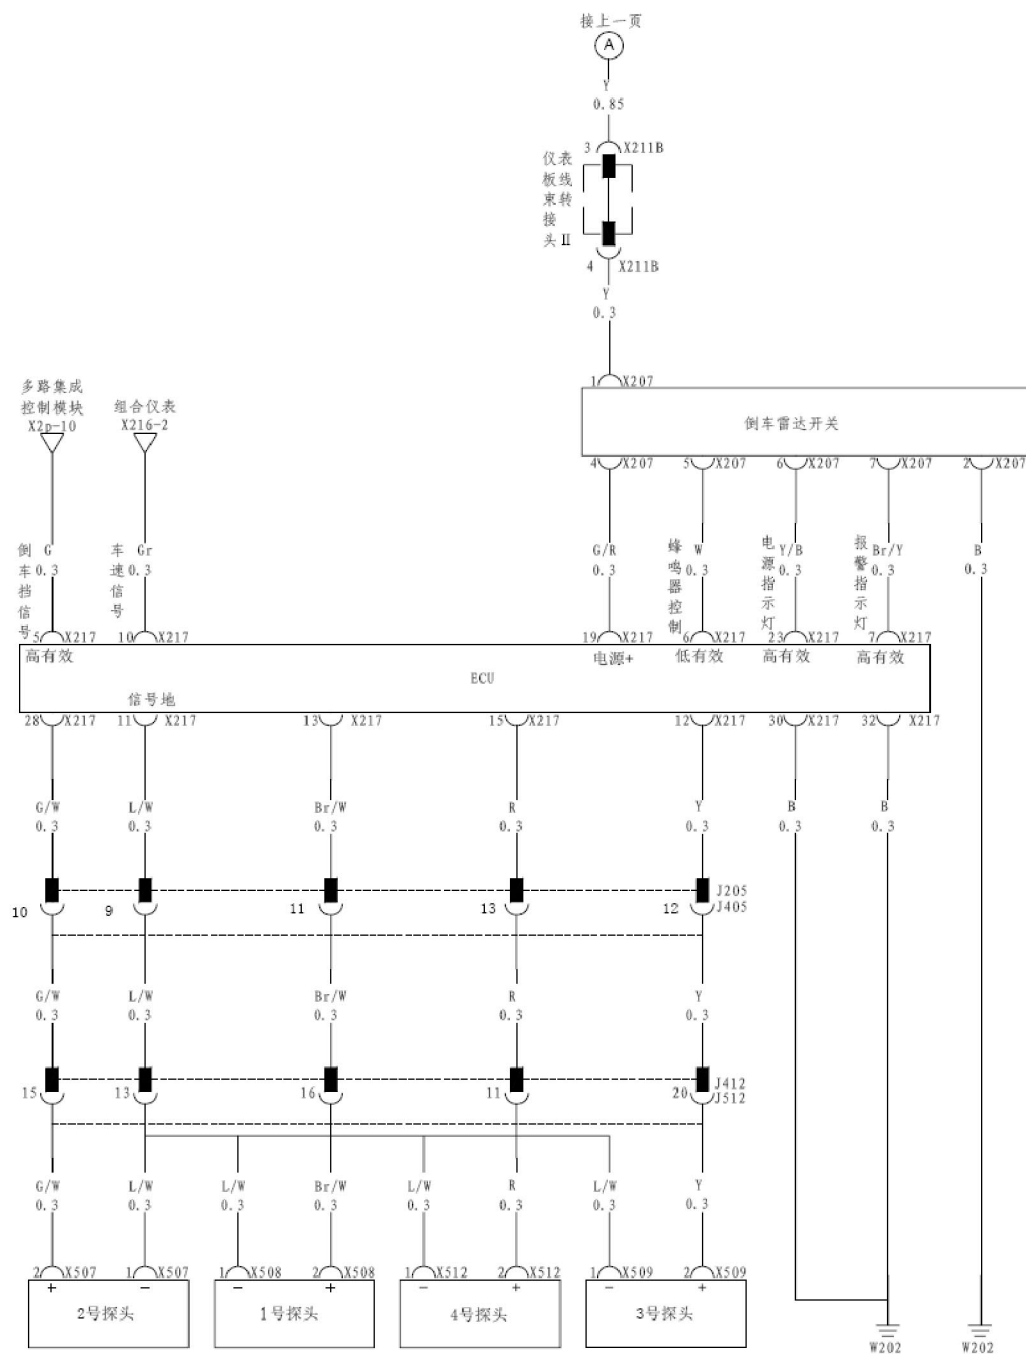 接上一页
A
Y
0.85
3 X211B
仪表
板线
束转
接
头Ⅱ
4 X211B
Y
0.3
1 X207
倒车雷达开关
4 X207 5 X207 6 X207 7 X207 2 X207
多路集成
控制模块
X2p-10
组合仪表
X216-2
倒车挡信号
G
0.3
车速信号
Gr
0.3
G/R
0.3
蜂鸣器控制
W
0.3
电源指示灯
Y/B
0.3
报警指示灯
Br/Y
0.3
B
0.3
5 X217 10 X217 19 X217 6 X217 23 X217 7 X217
高有效 电源+ 低有效 高有效 高有效
ECU
信号地
28 X217 11 X217 13 X217 15 X217 12 X217 30 X217 32 X217
G/W L/W Br/W R Y B B
0.3 0.3 0.3 0.3 0.3 0.3 0.3
J205
10 9 11 13 12 J405
G/W L/W Br/W R Y
0.3 0.3 0.3 0.3 0.3
J412
15 13 16 11 20 J512
G/W L/W L/W Br/W L/W R L/W Y
0.3 0.3 0.3 0.3 0.3 0.3 0.3 0.3
2 X507 1 X507 1 X508 2 X508 1 X512 2 X512 1 X509 2 X509
+ − − + − + − +
2号探头 1号探头 4号探头 3号探头
W202 W202